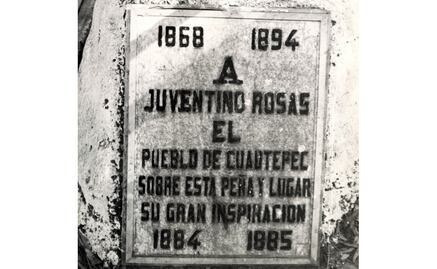 1868 1894
A
JUVENTINO ROSAS
EL
PUEBLO DE CUAUTEPEC
SOBRE ESTA PEÑA Y LUGAR
SU GRAN INSPIRACION
1884 1885